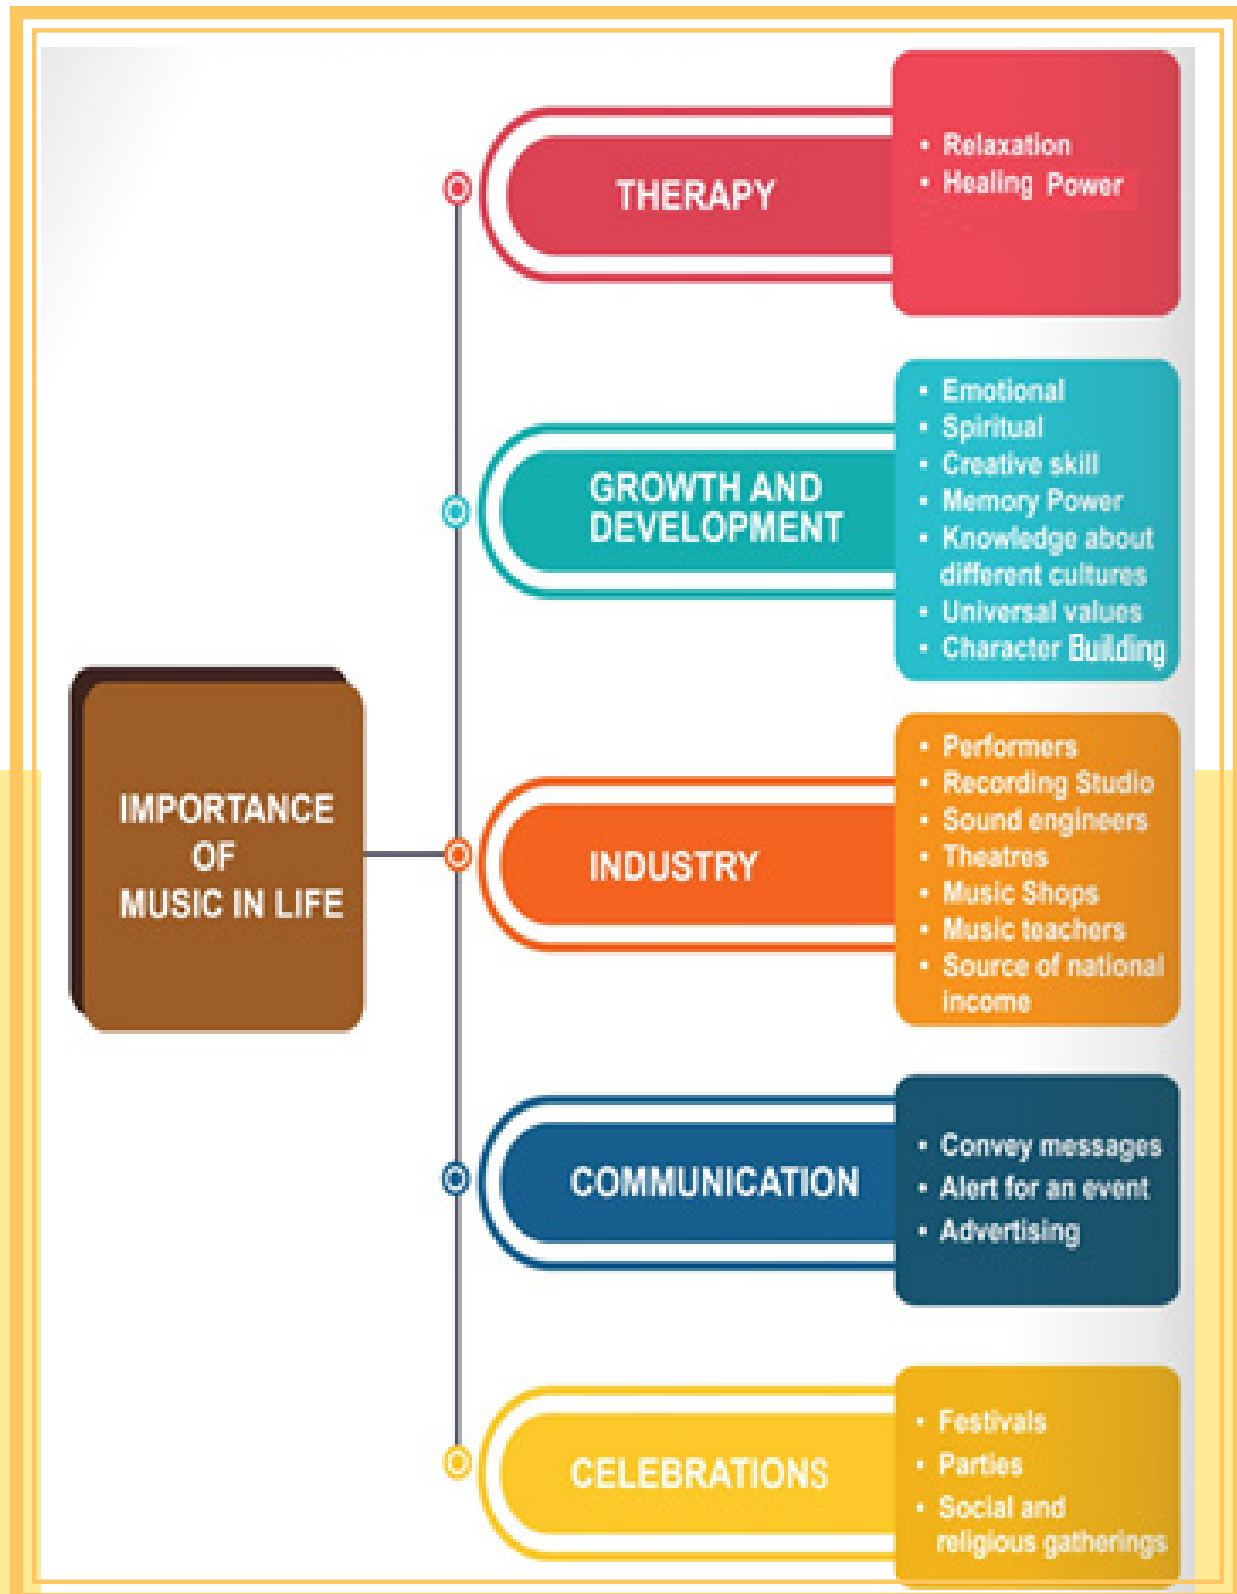 THERAPY
• Relaxation
• Healing Power
GROWTH AND
DEVELOPMENT
• Emotional
• Spiritual
• Creative skill
• Memory Power
• Knowledge about
different cultures
• Universal values
• Character Building
IMPORTANCE
OF
MUSIC IN LIFE
INDUSTRY
• Performers
• Recording Studio
• Sound engineers
• Theatres
• Music Shops
• Music teachers
• Source of national
income
COMMUNICATION
• Convey messages
• Alert for an event
• Advertising
CELEBRATIONS
• Festivals
• Parties
• Social and
religious gatherings